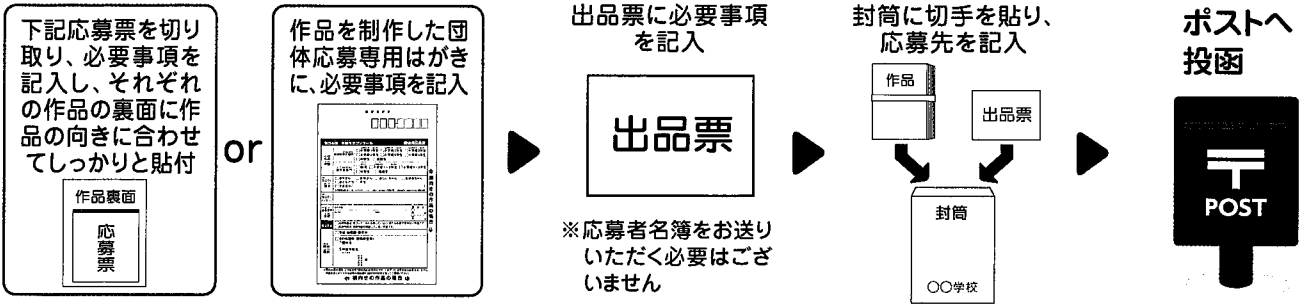 下記応募票を切り
取り、必要事項を
記入し、それぞれ
の作品の裏面に作
品の向きに合わせ
てしっかりと貼付
作品裏面
応募票
or
作品を制作した団
体応募専用はがき
に、必要事項を記入
出品票に必要事項
を記入
出品票
※応募者名簿をお送り
いただく必要はござ
いません
封筒に切手を貼り、
応募先を記入
作品
出品票
封筒
〇〇学校
ポストへ
投函
〒
POST